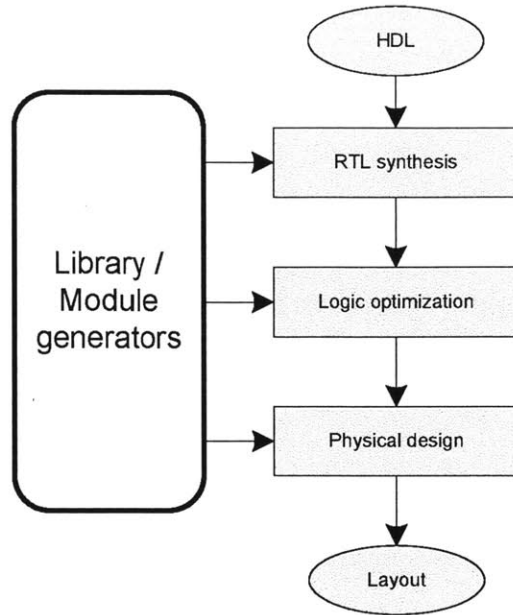 HDL
RTL synthesis
Library /
Module
generators
Logic optimization
Physical design
Layout